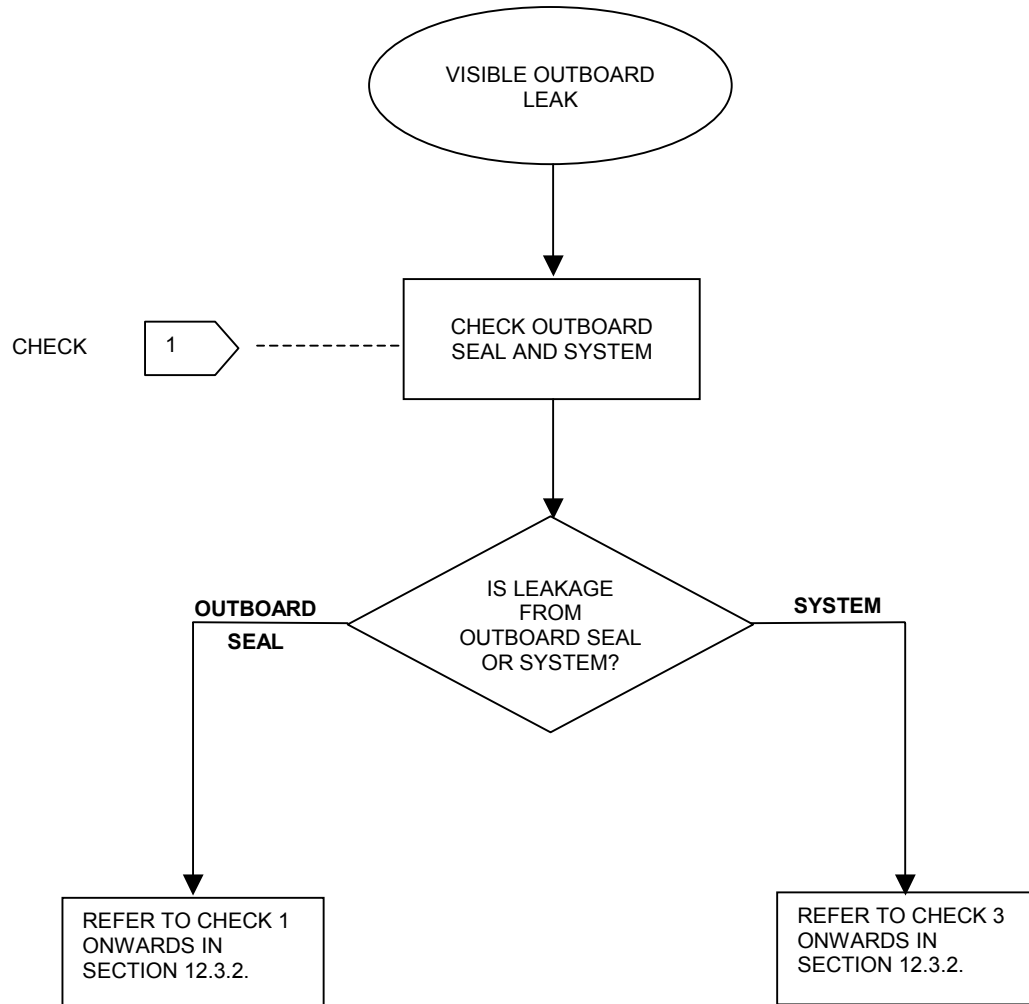 VISIBLE OUTBOARD
LEAK
CHECK
1
CHECK OUTBOARD
SEAL AND SYSTEM
IS LEAKAGE
FROM
OUTBOARD SEAL
OR SYSTEM?
OUTBOARD
SEAL
SYSTEM
REFER TO CHECK 1
ONWARDS IN
SECTION 12.3.2.
REFER TO CHECK 3
ONWARDS IN
SECTION 12.3.2.